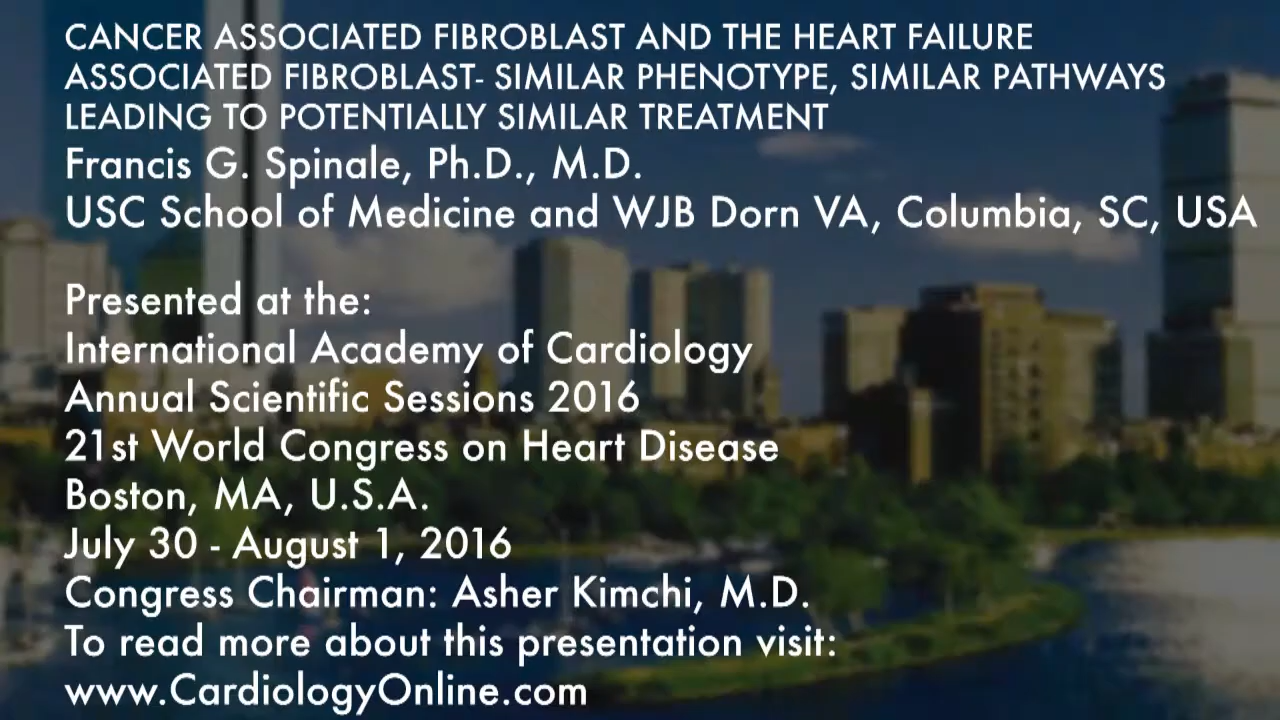 CANCER ASSOCIATED FIBROBLAST AND THE HEART FAILURE
ASSOCIATED FIBROBLAST- SIMILAR PHENOTYPE, SIMILAR PATHWAYS
LEADING TO POTENTIALLY SIMILAR TREATMENT
Francis G. Spinale, Ph.D., M.D.
USC School of Medicine and WJB Dorn VA, Columbia, SC, USA
Presented at the:
International Academy of Cardiology
Annual Scientific Sessions 2016
21st World Congress on Heart Disease
Boston, MA, U.S.A.
July 30 - August 1, 2016
Congress Chairman: Asher Kimchi, M.D.
To read more about this presentation visit:
www.CardiologyOnline.com